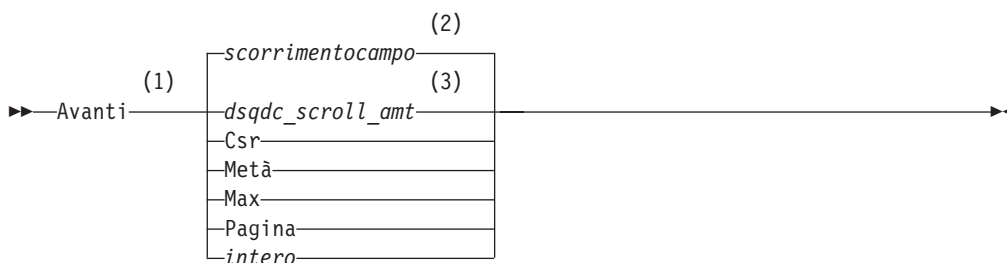 (2)
scorrimentocampo
(1) (3)
Avanti dsqdc_scroll_amt
Csr
Metà
Max
Pagina
intero